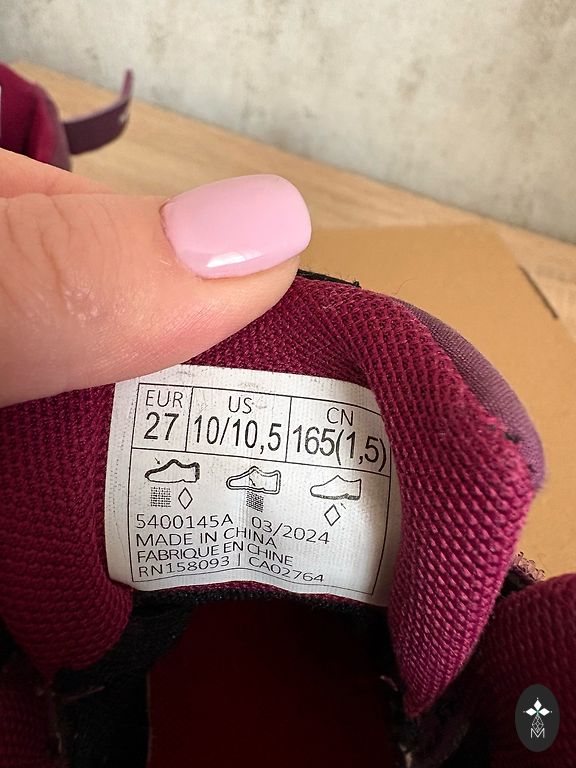 EUR US CN
27 10/10,5 165(1,5)
5400145A 03/2024
MADE IN CHINA
FABRIQUE EN CHINE
RN158093 | CA02764
M